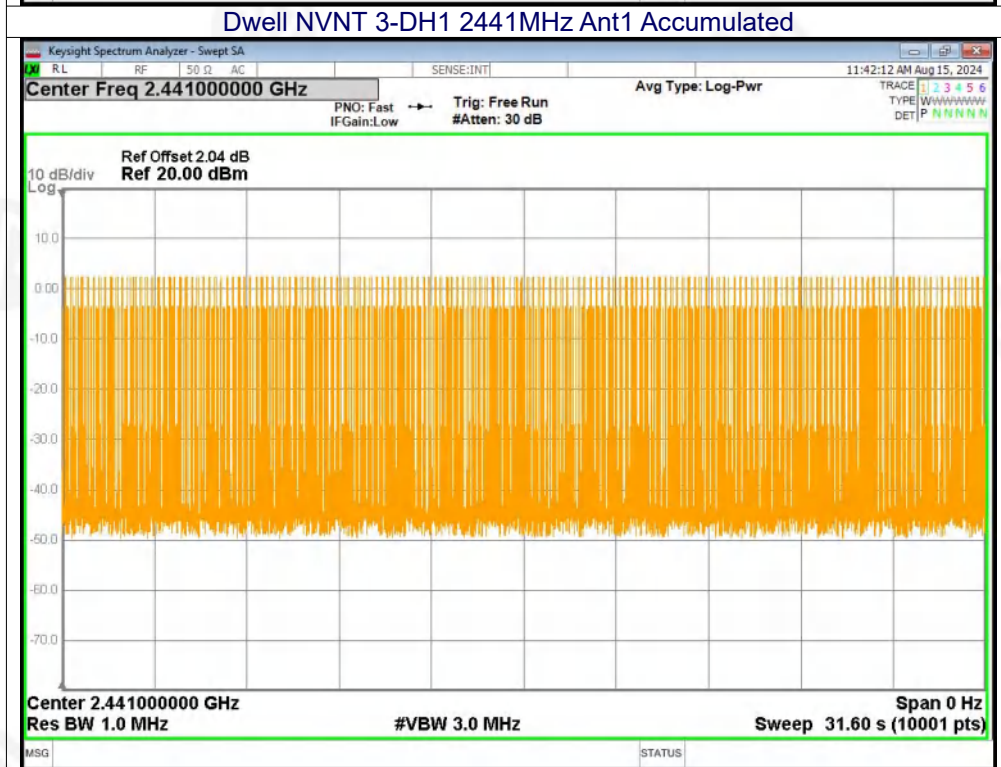 Dwell NVNT 3-DH1 2441MHz Ant1 Accumulated
Keysight Spectrum Analyzer - Swept SA
LXI RL RF 50 Ω AC SENSE:INT 11:42:12 AM Aug 15, 2024
Center Freq 2.441000000 GHz Avg Type: Log-Pwr TRACE 1 2 3 4 5 6
PNO: Fast Trig: Free Run TYPE WWWWWW
IFGain:Low #Atten: 30 dB DET P N N N N N
Ref Offset 2.04 dB
10 dB/div Ref 20.00 dBm
Log
10.0
0.00
-10.0
-20.0
-30.0
-40.0
-50.0
-60.0
-70.0
Center 2.441000000 GHz Span 0 Hz
Res BW 1.0 MHz #VBW 3.0 MHz Sweep 31.60 s (10001 pts)
MSG STATUS